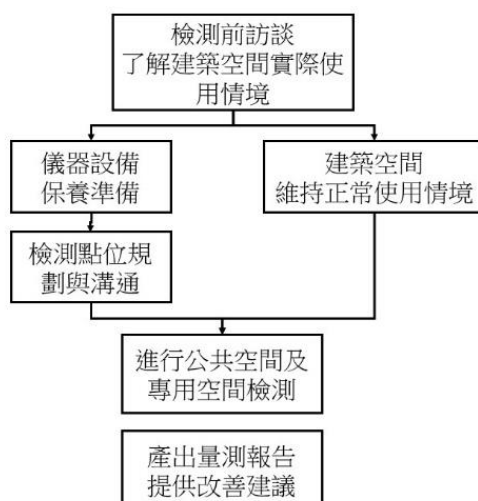 檢測前訪談
了解建築空間實際使
用情境
儀器設備
保養準備
建築空間
維持正常使用情境
檢測點位規
劃與溝通
進行公共空間及
專用空間檢測
產出量測報告
提供改善建議